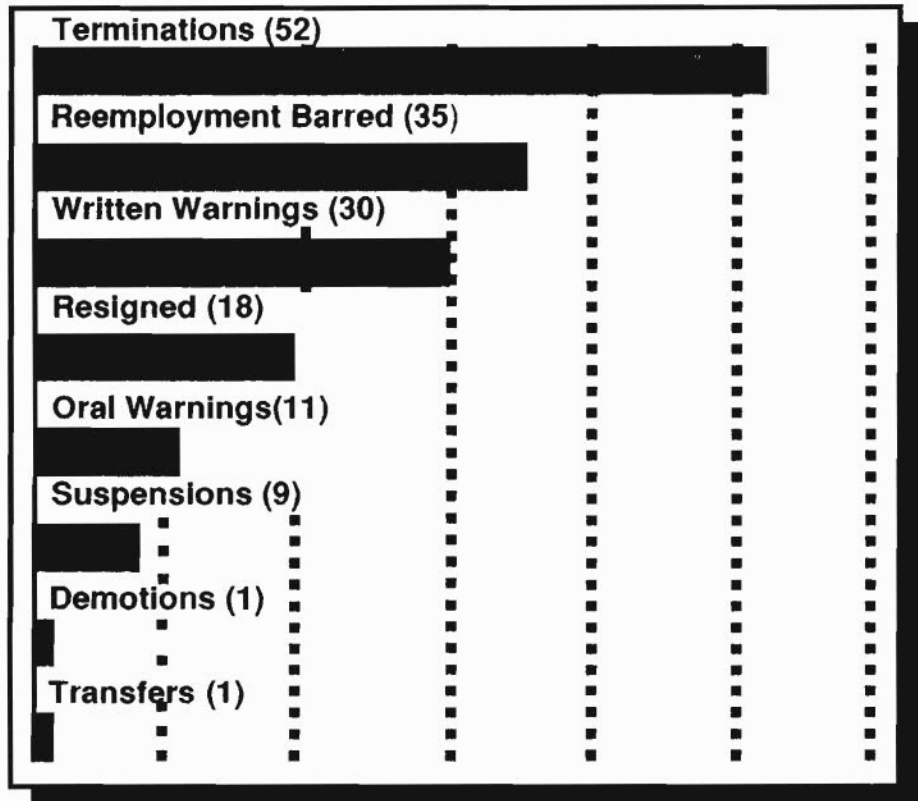 Terminations (52)
Reemployment Barred (35)
Written Warnings (30)
Resigned (18)
Oral Warnings(11)
Suspensions (9)
Demotions (1)
Transfers (1)